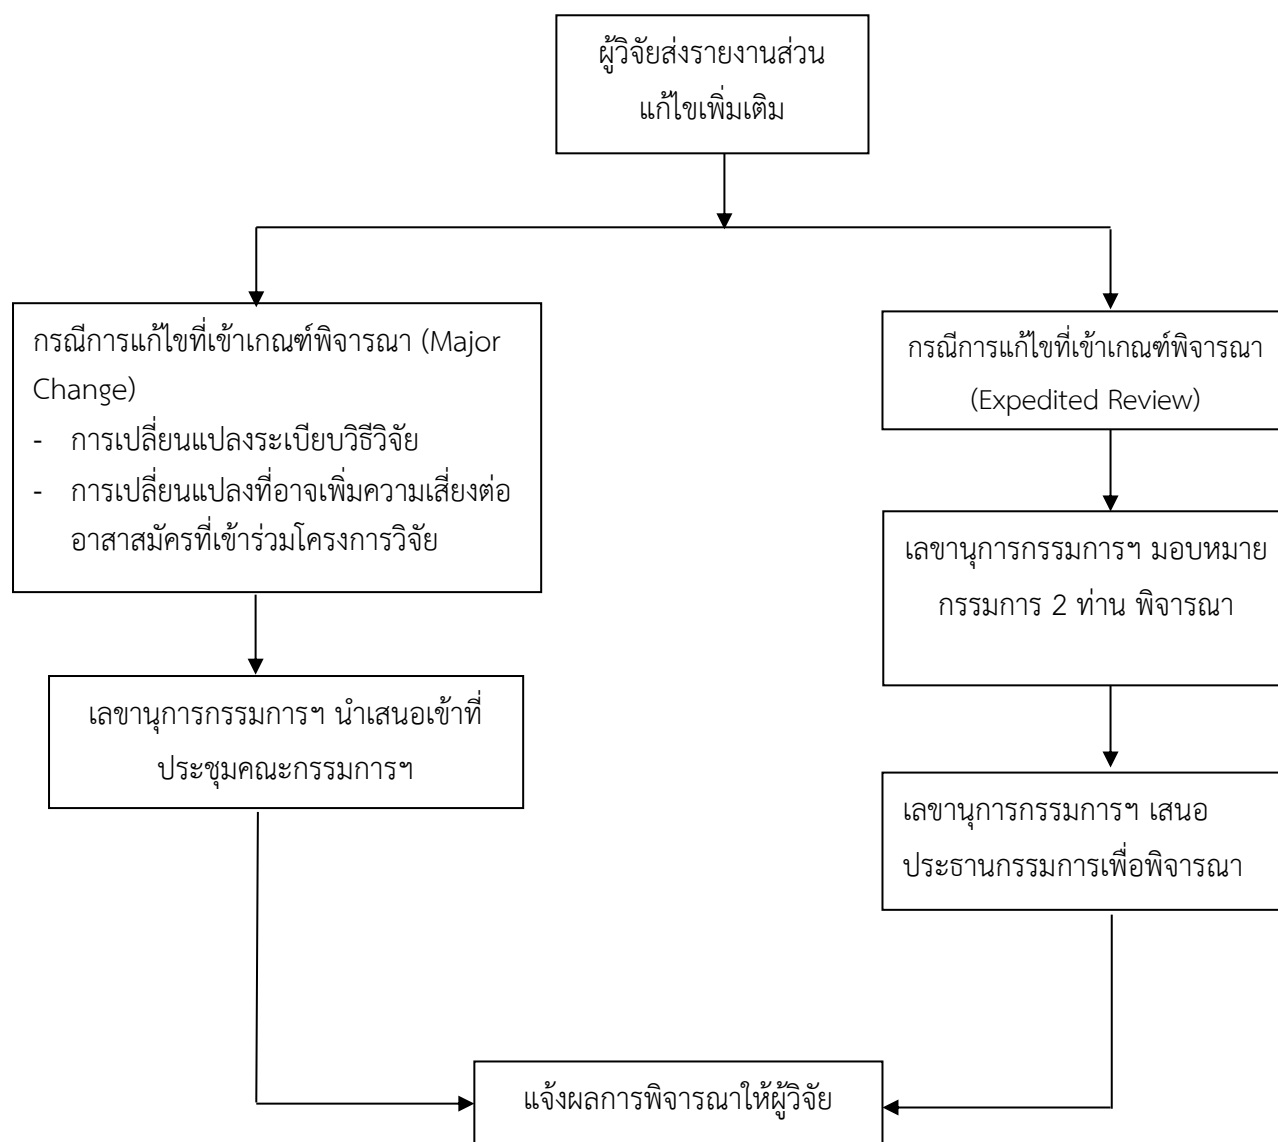 ผู้วิจัยส่งรายงานส่วน
แก้ไขเพิ่มเติม
กรณีการแก้ไขที่เข้าเกณฑ์พิจารณา (Major
Change)
- การเปลี่ยนแปลงระเบียบวิธีวิจัย
- การเปลี่ยนแปลงที่อาจเพิ่มความเสี่ยงต่อ
อาสาสมัครที่เข้าร่วมโครงการวิจัย
เลขานุการกรรมการฯ นำเสนอเข้าที่
ประชุมคณะกรรมการฯ
กรณีการแก้ไขที่เข้าเกณฑ์พิจารณา
(Expedited Review)
เลขานุการกรรมการฯ มอบหมาย
กรรมการ 2 ท่าน พิจารณา
เลขานุการกรรมการฯ เสนอ
ประธานกรรมการเพื่อพิจารณา
แจ้งผลการพิจารณาให้ผู้วิจัย